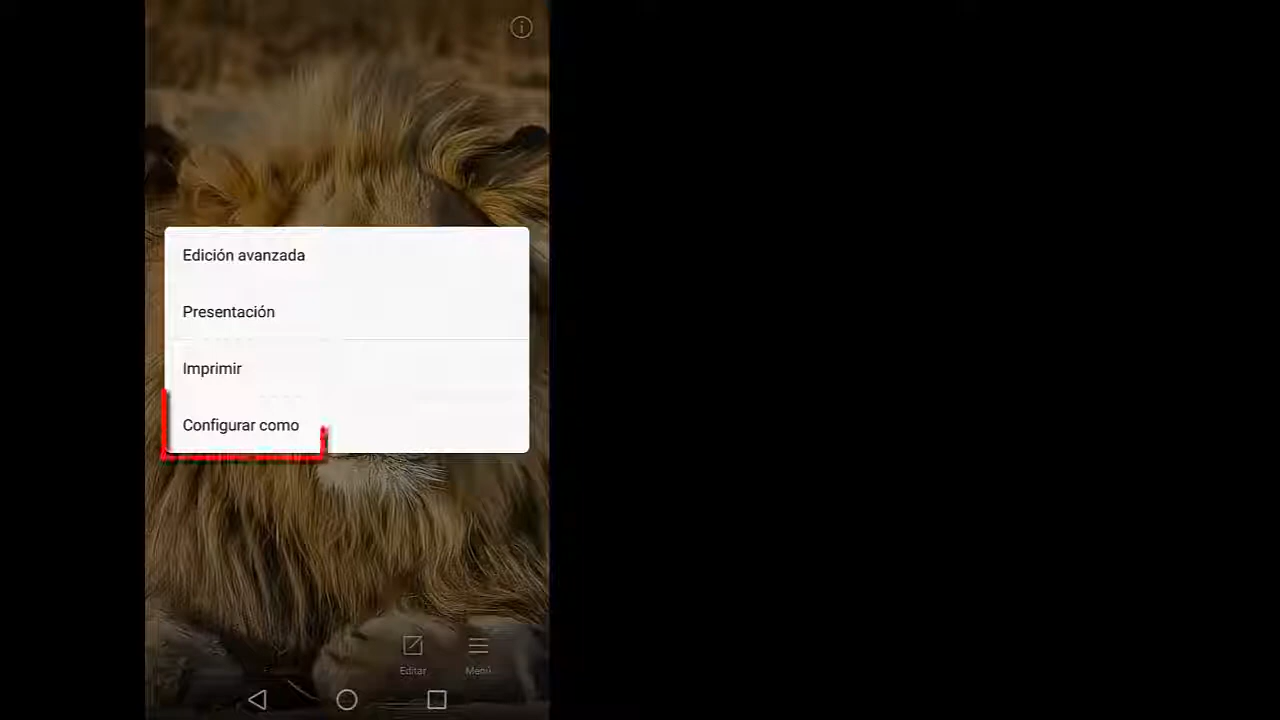 Edición avanzada
Presentación
Imprimir
Configurar como
Editar
Menú